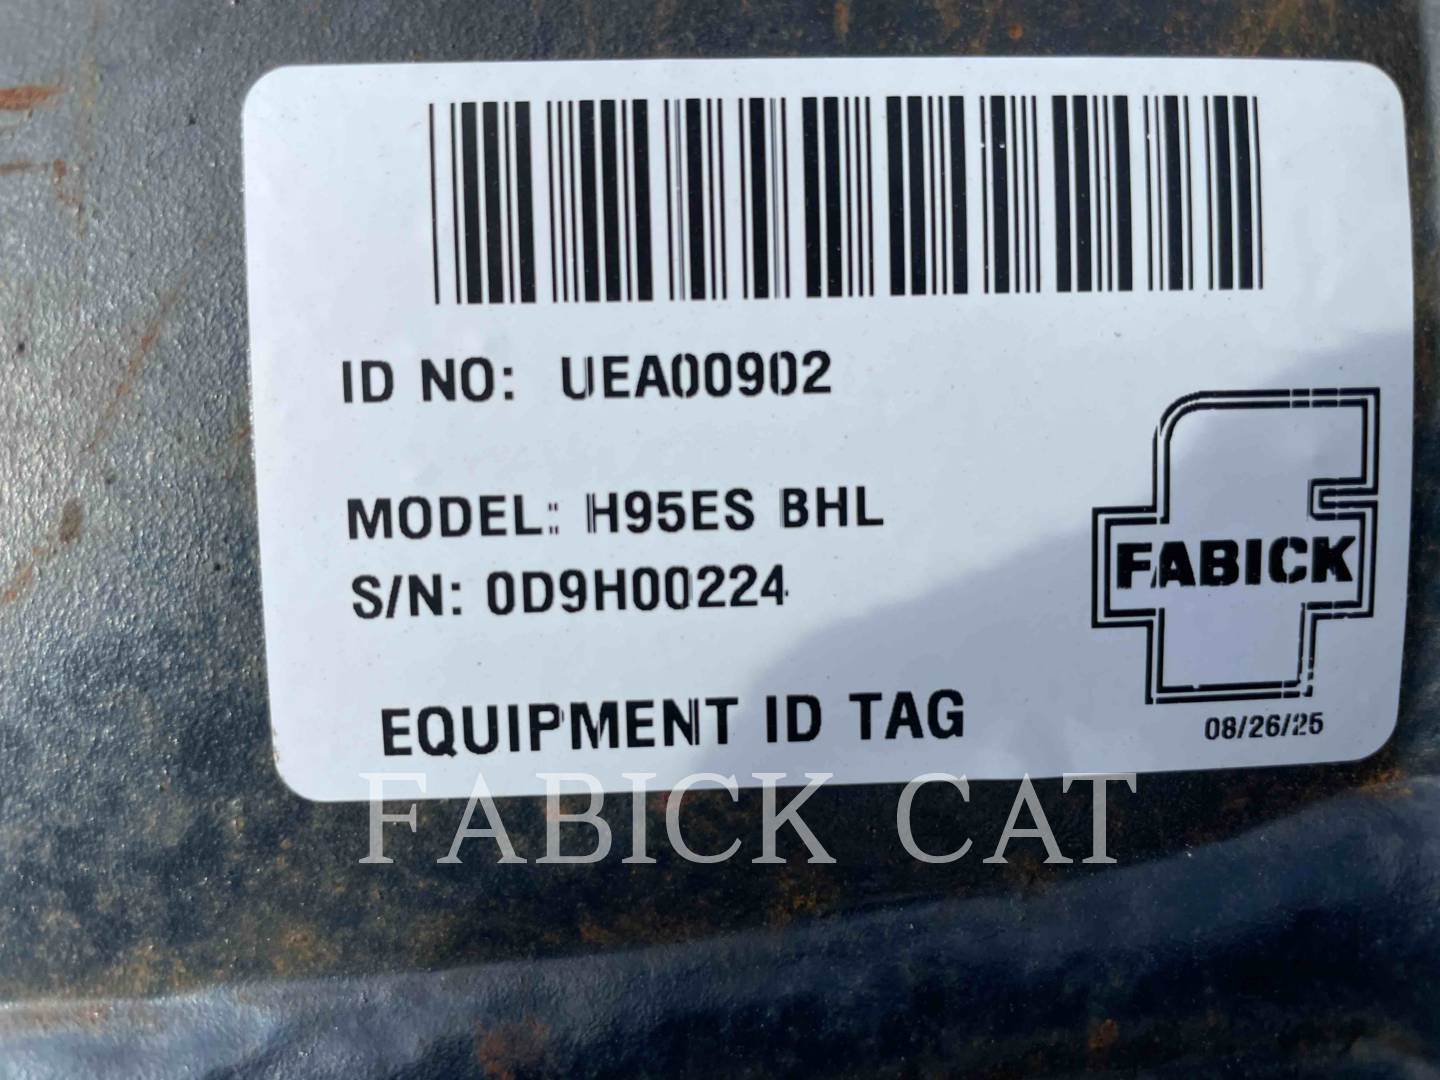 ID NO: UEA00902
MODEL: H95ES BHL
S/N: 0D9H00224
FABICK
EQUIPMENT ID TAG
08/26/25
FABICK CAT